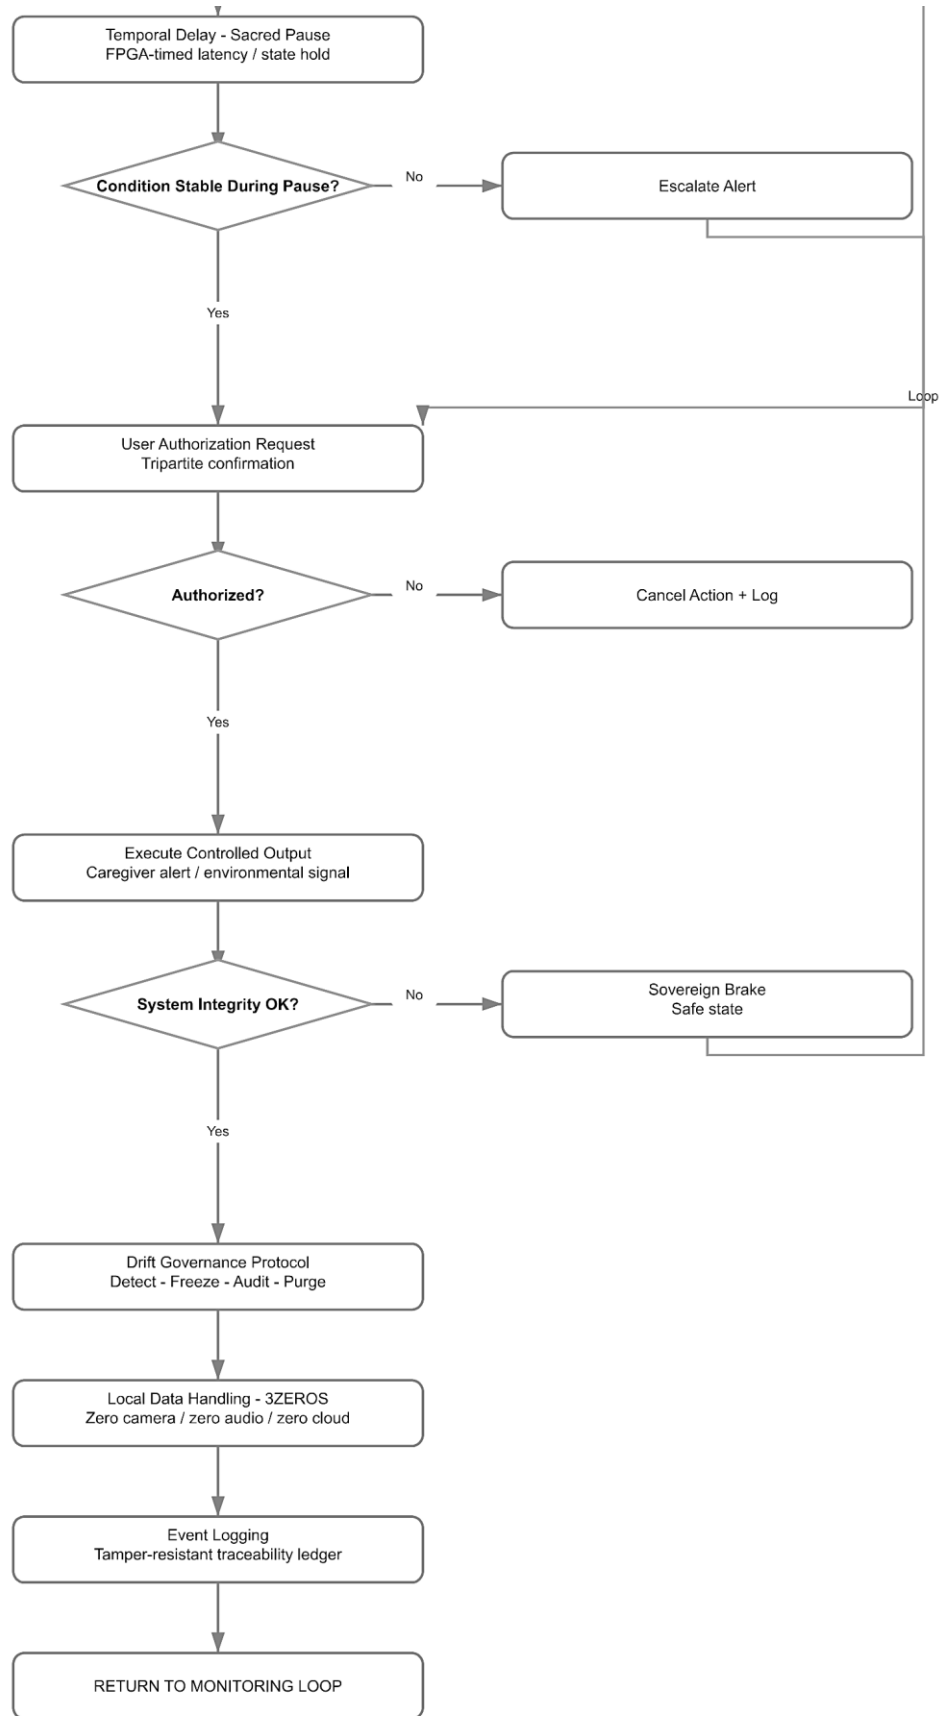 Temporal Delay - Sacred Pause
FPGA-timed latency / state hold
Condition Stable During Pause?
No
Escalate Alert
Yes
Loop
User Authorization Request
Tripartite confirmation
Authorized?
No
Cancel Action + Log
Yes
Execute Controlled Output
Caregiver alert / environmental signal
System Integrity OK?
No
Sovereign Brake
Safe state
Yes
Drift Governance Protocol
Detect - Freeze - Audit - Purge
Local Data Handling - 3ZEROS
Zero camera / zero audio / zero cloud
Event Logging
Tamper-resistant traceability ledger
RETURN TO MONITORING LOOP